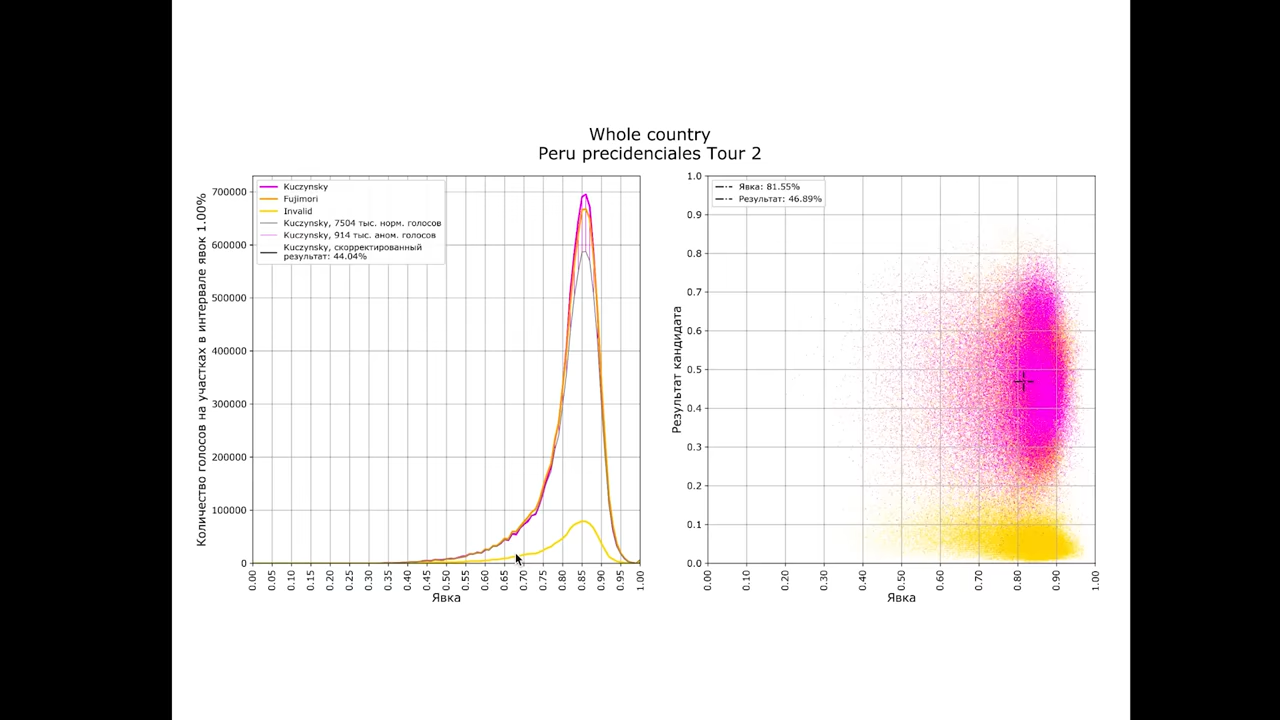 Whole country
Peru precidenciales Tour 2
Количество голосов на участках в интервале явок 1.00%
700000
600000
500000
400000
300000
200000
100000
0
Kuczynsky
Fujimori
Invalid
Kuczynsky, 7504 тыс. норм. голосов
Kuczynsky, 914 тыс. аном. голосов
Kuczynsky, скорректированный
результат: 44.04%
0.00 0.05 0.10 0.15 0.20 0.25 0.30 0.35 0.40 0.45 0.50 0.55 0.60 0.65 0.70 0.75 0.80 0.85 0.90 0.95 1.00
Явка
Результат кандидата
1.0
0.9
0.8
0.7
0.6
0.5
0.4
0.3
0.2
0.1
0.0
Явка: 81.55%
Результат: 46.89%
0.00 0.10 0.20 0.30 0.40 0.50 0.60 0.70 0.80 0.90 1.00
Явка